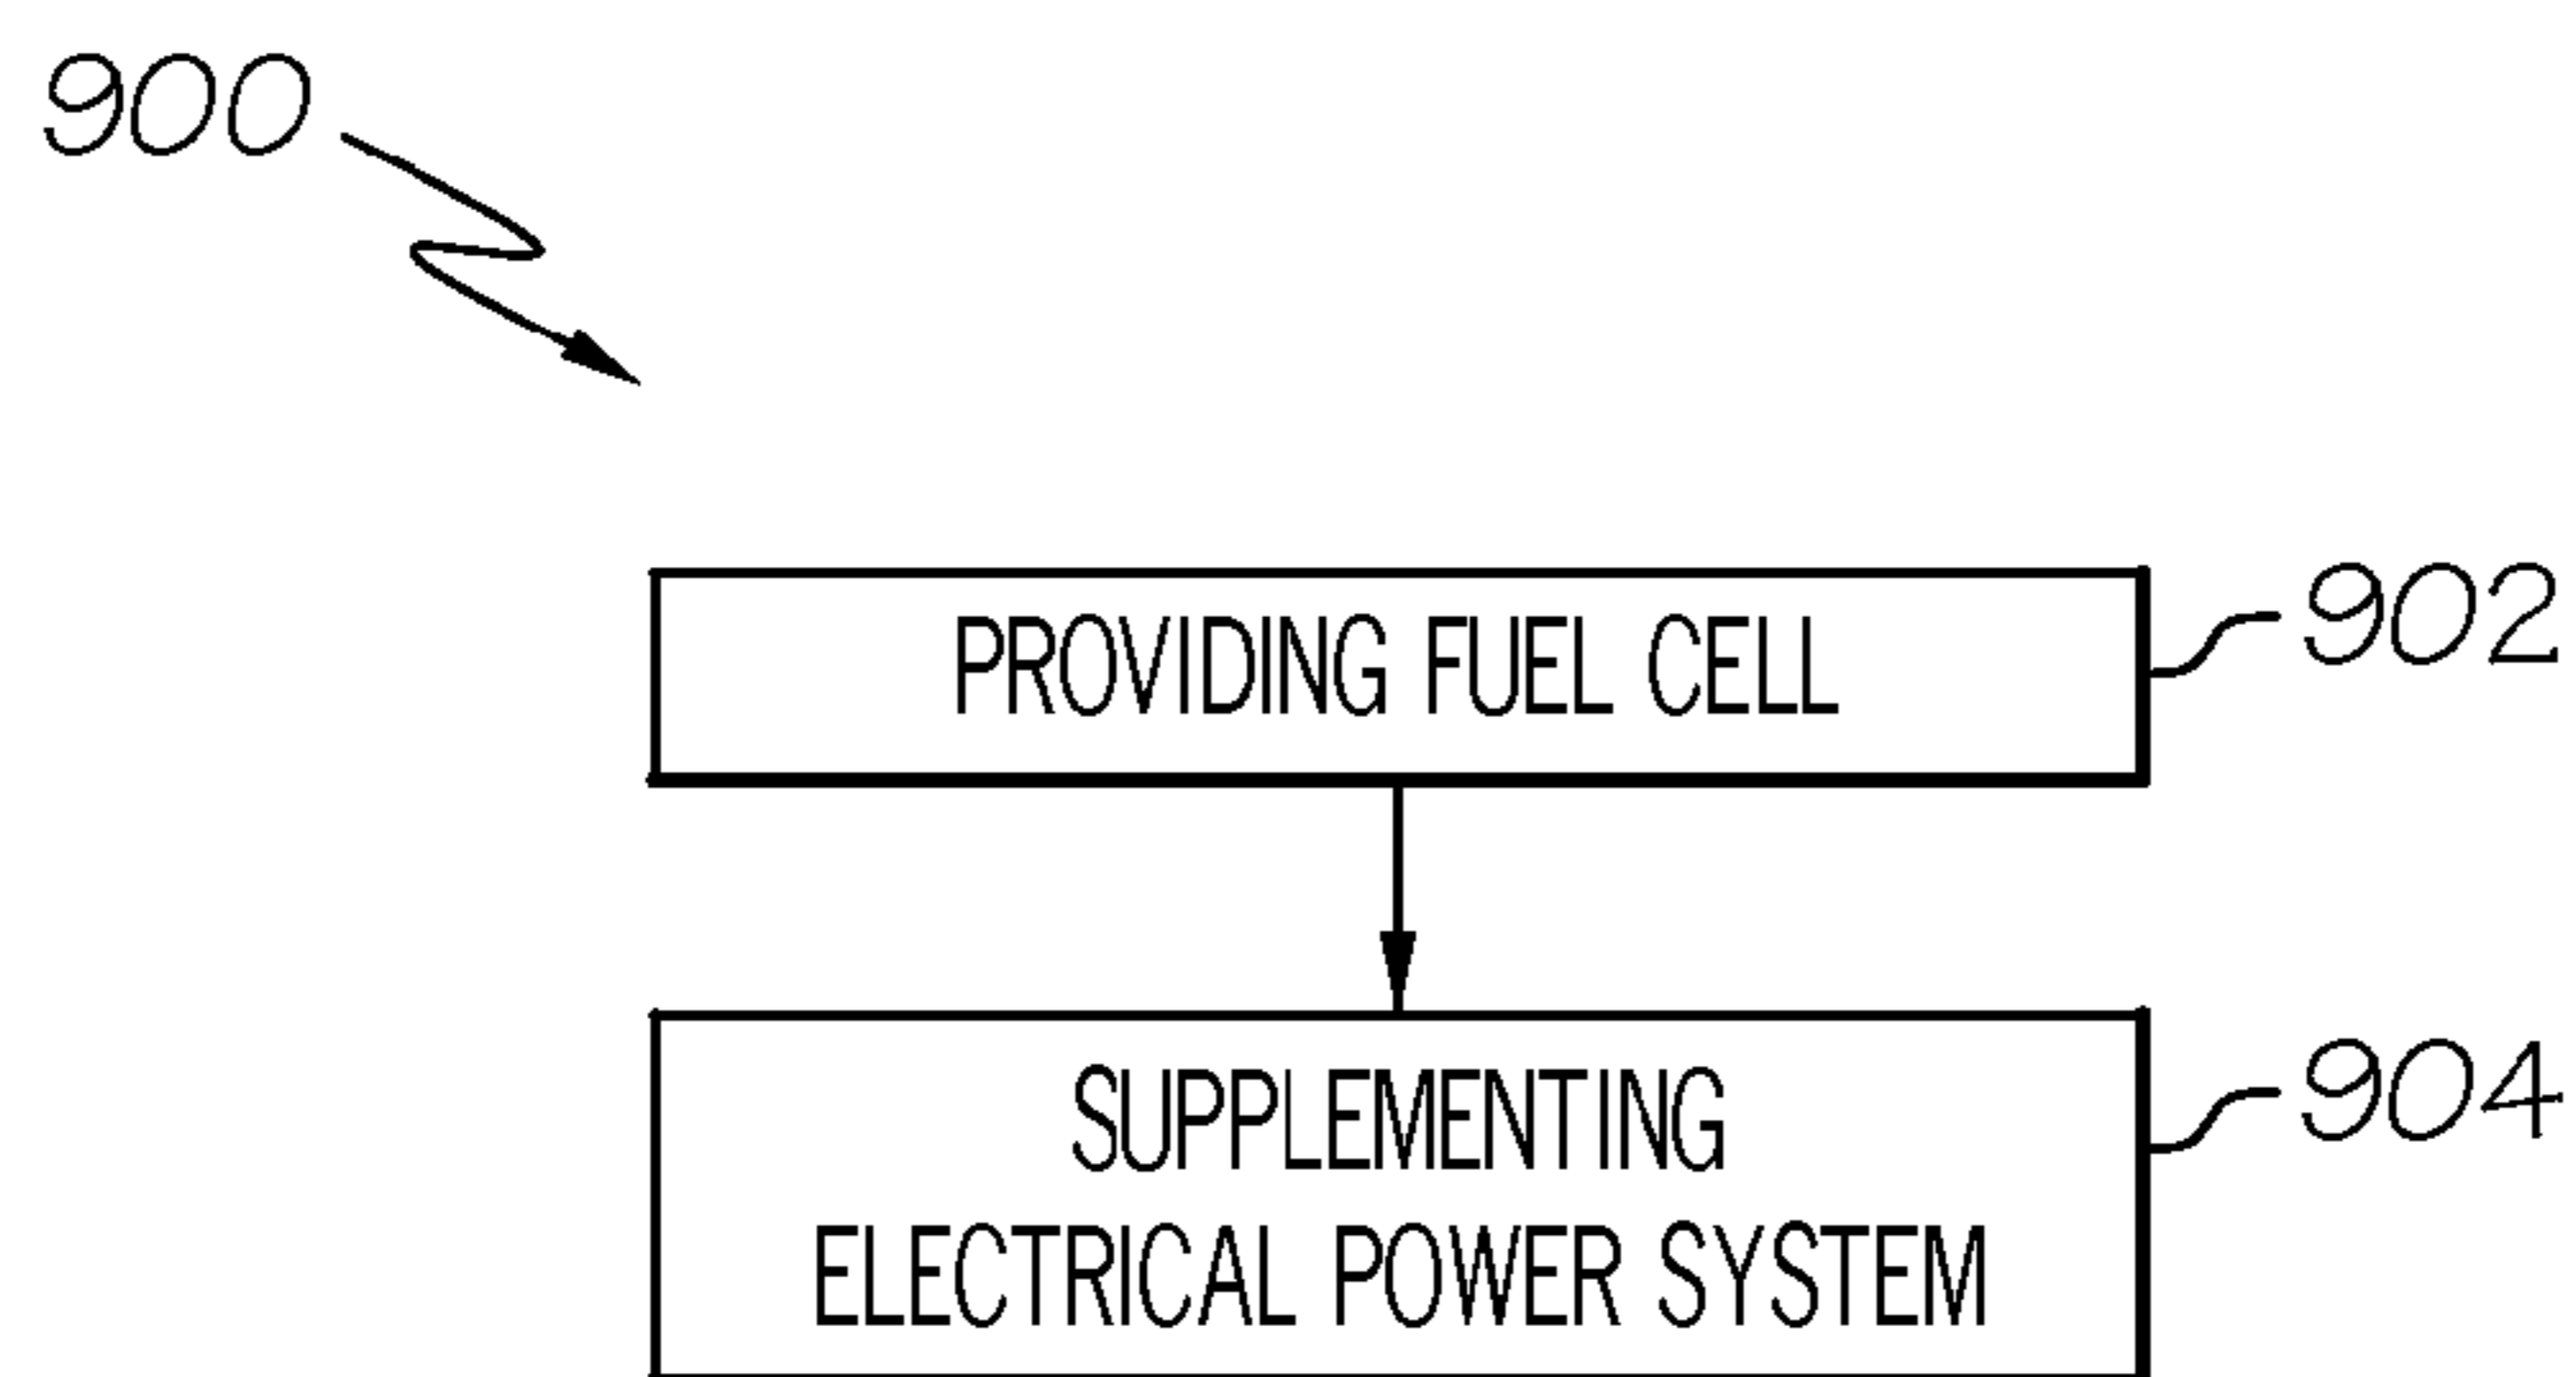 900
PROVIDING FUEL CELL
902
SUPPLEMENTING
ELECTRICAL POWER SYSTEM
904